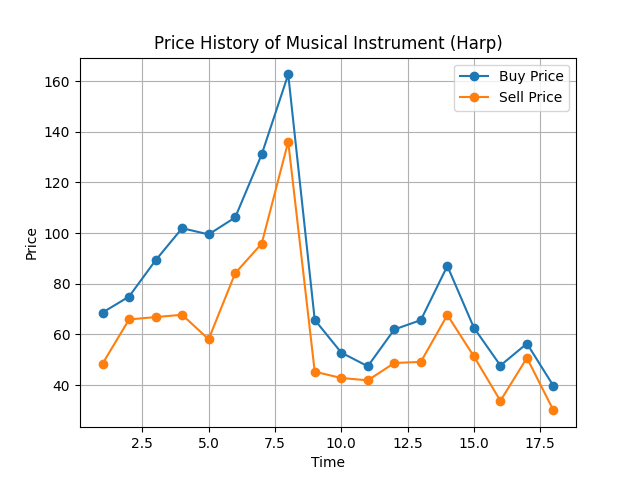 Price History of Musical Instrument (Harp)
Buy Price
Sell Price
160
140
120
100
80
60
40
Price
2.5 5.0 7.5 10.0 12.5 15.0 17.5
Time